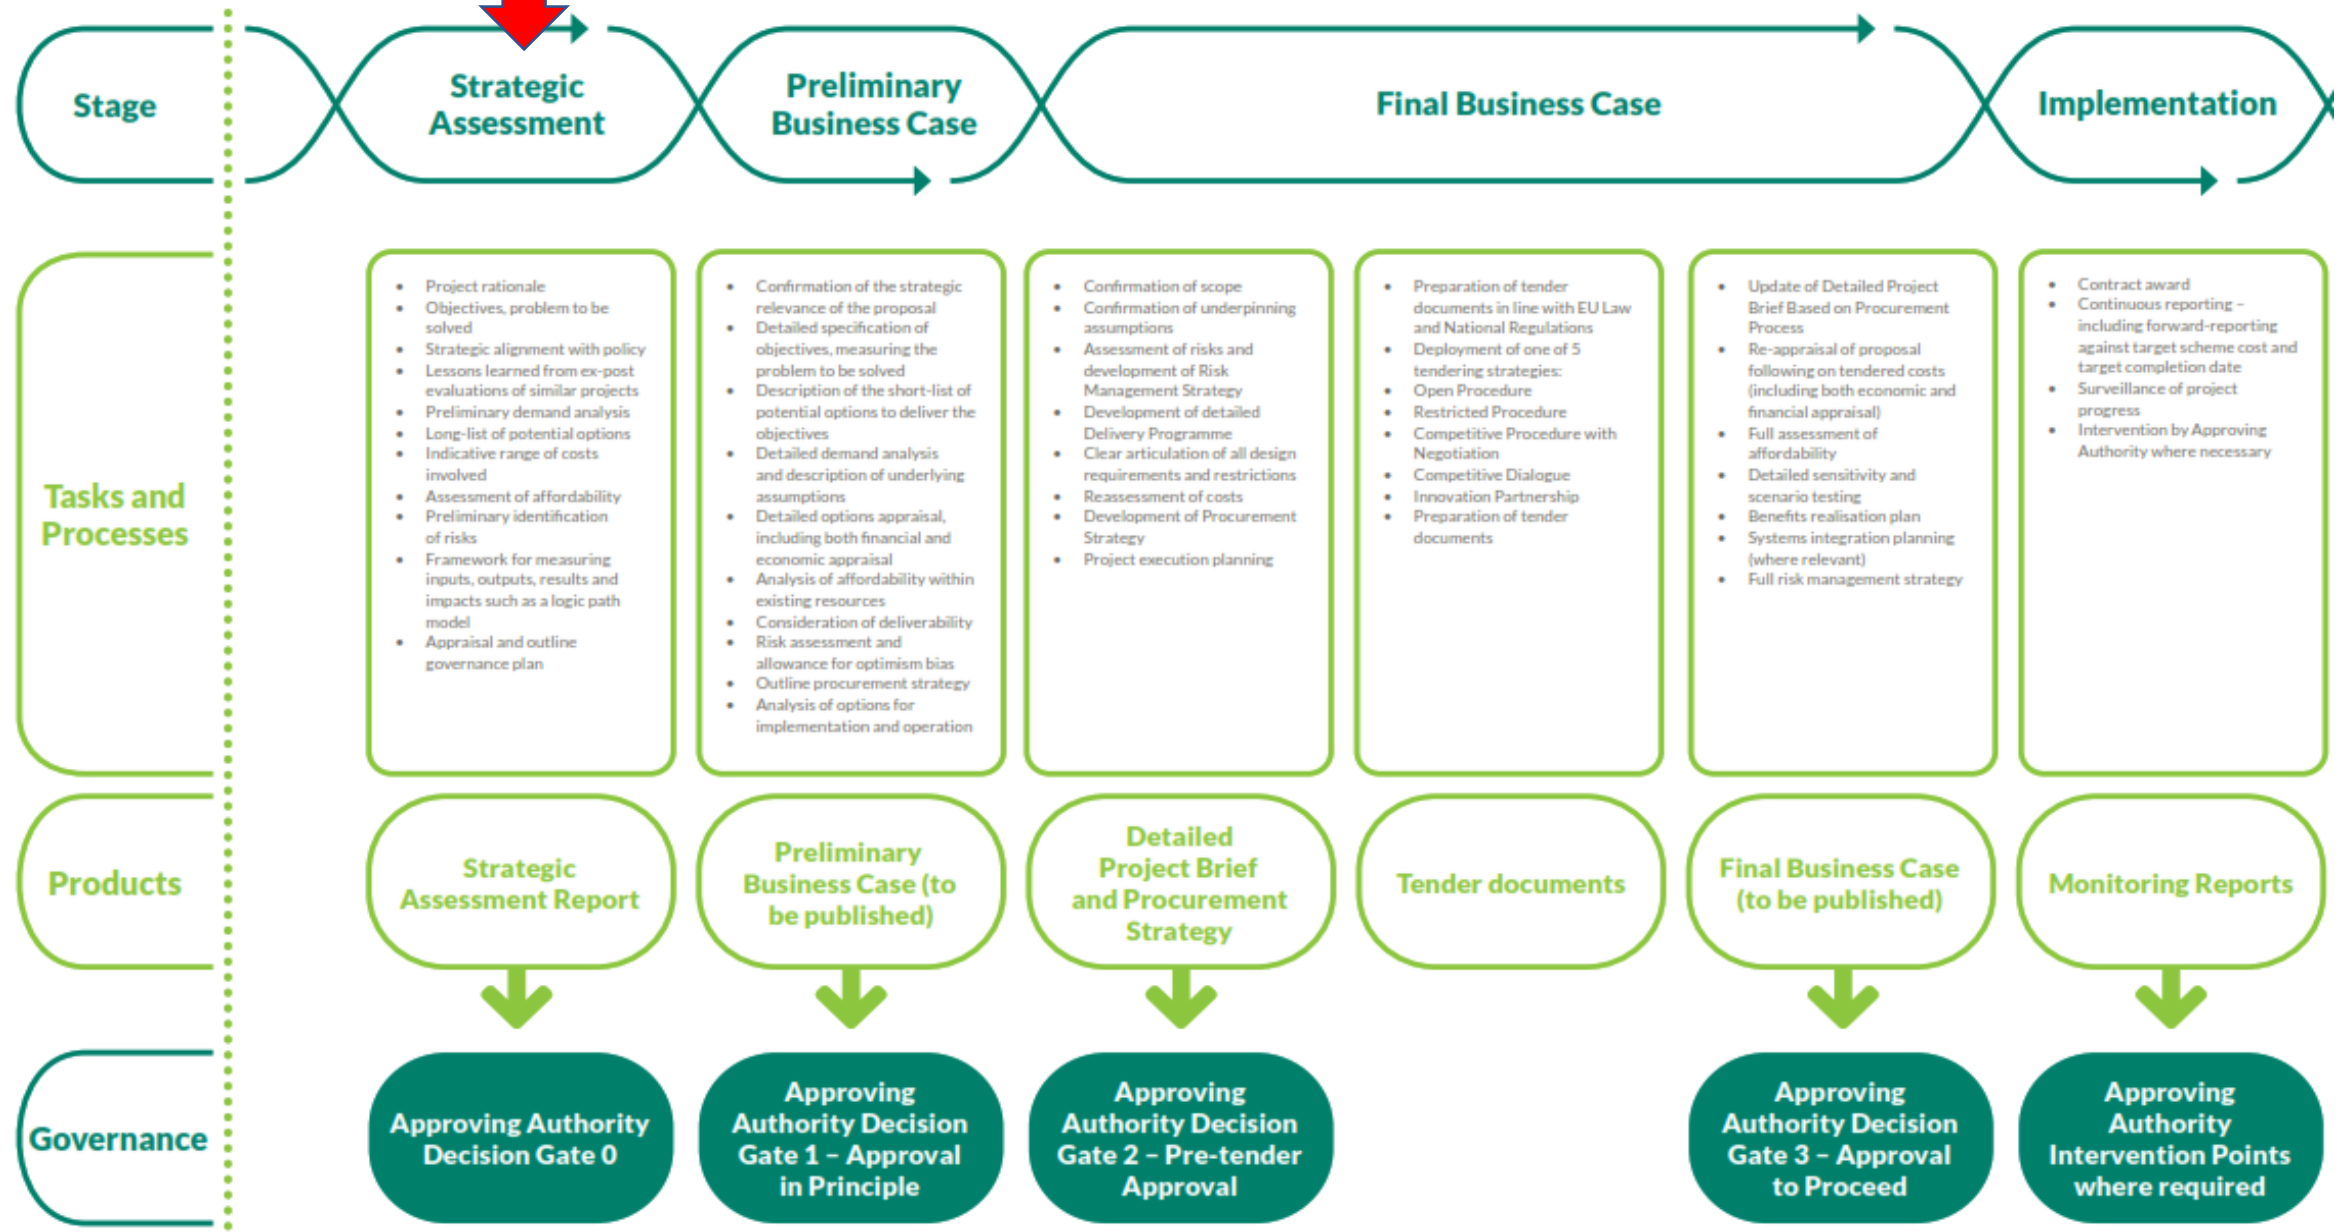 Stage
Strategic
Assessment
Preliminary
Business Case
Final Business Case
Implementation
Tasks and
Processes
• Project rationale
• Objectives, problem to be
solved
• Strategic alignment with policy
• Lessons learned from ex-post
evaluations of similar projects
• Preliminary demand analysis
• Long-list of potential options
• Indicative range of costs
involved
• Assessment of affordability
• Preliminary identification
of risks
• Framework for measuring
inputs, outputs, results and
impacts such as a logic path
model
• Appraisal and outline
governance plan
• Confirmation of the strategic
relevance of the proposal
• Detailed specification of
objectives, measuring the
problem to be solved
• Description of the short-list of
potential options to deliver the
objectives
• Detailed demand analysis
and description of underlying
assumptions
• Detailed options appraisal,
including both financial and
economic appraisal
• Analysis of affordability within
existing resources
• Consideration of deliverability
• Risk assessment and
allowance for optimism bias
• Outline procurement strategy
• Analysis of options for
implementation and operation
• Confirmation of scope
• Confirmation of underpinning
assumptions
• Assessment of risks and
development of Risk
Management Strategy
• Development of detailed
Delivery Programme
• Clear articulation of all design
requirements and restrictions
• Reassessment of costs
• Development of Procurement
Strategy
• Project execution planning
• Preparation of tender
documents in line with EU Law
and National Regulations
• Deployment of one of 5
tendering strategies:
• Open Procedure
• Restricted Procedure
• Competitive Procedure with
Negotiation
• Competitive Dialogue
• Innovation Partnership
• Preparation of tender
documents
• Update of Detailed Project
Brief Based on Procurement
Process
• Re-appraisal of proposal
following on tendered costs
(including both economic and
financial appraisal)
• Full assessment of
affordability
• Detailed sensitivity and
scenario testing
• Benefits realisation plan
• Systems integration planning
(where relevant)
• Full risk management strategy
• Contract award
• Continuous reporting –
including forward-reporting
against target scheme cost and
target completion date
• Surveillance of project
progress
• Intervention by Approving
Authority where necessary
Products
Strategic
Assessment Report
Preliminary
Business Case (to
be published)
Detailed
Project Brief
and Procurement
Strategy
Tender documents
Final Business Case
(to be published)
Monitoring Reports
Governance
Approving Authority
Decision Gate 0
Approving
Authority Decision
Gate 1 – Approval
in Principle
Approving
Authority Decision
Gate 2 – Pre-tender
Approval
Approving
Authority Decision
Gate 3 – Approval
to Proceed
Approving
Authority
Intervention Points
where required